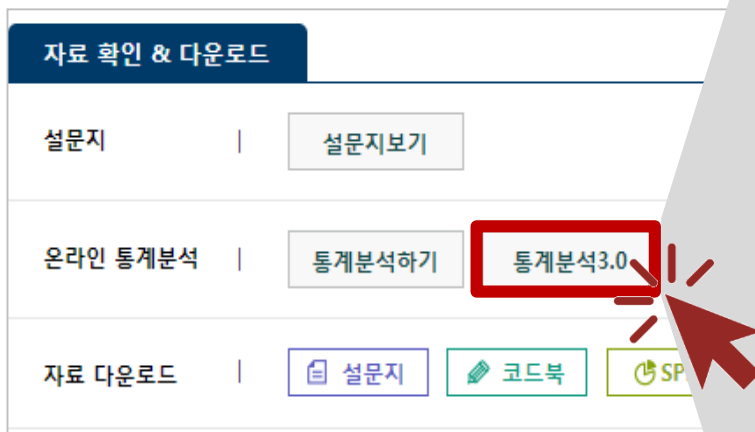 자료 확인 & 다운로드
설문지 | 설문지보기
온라인 통계분석 | 통계분석하기 통계분석3.0
자료 다운로드 | 설문지 코드북 SP